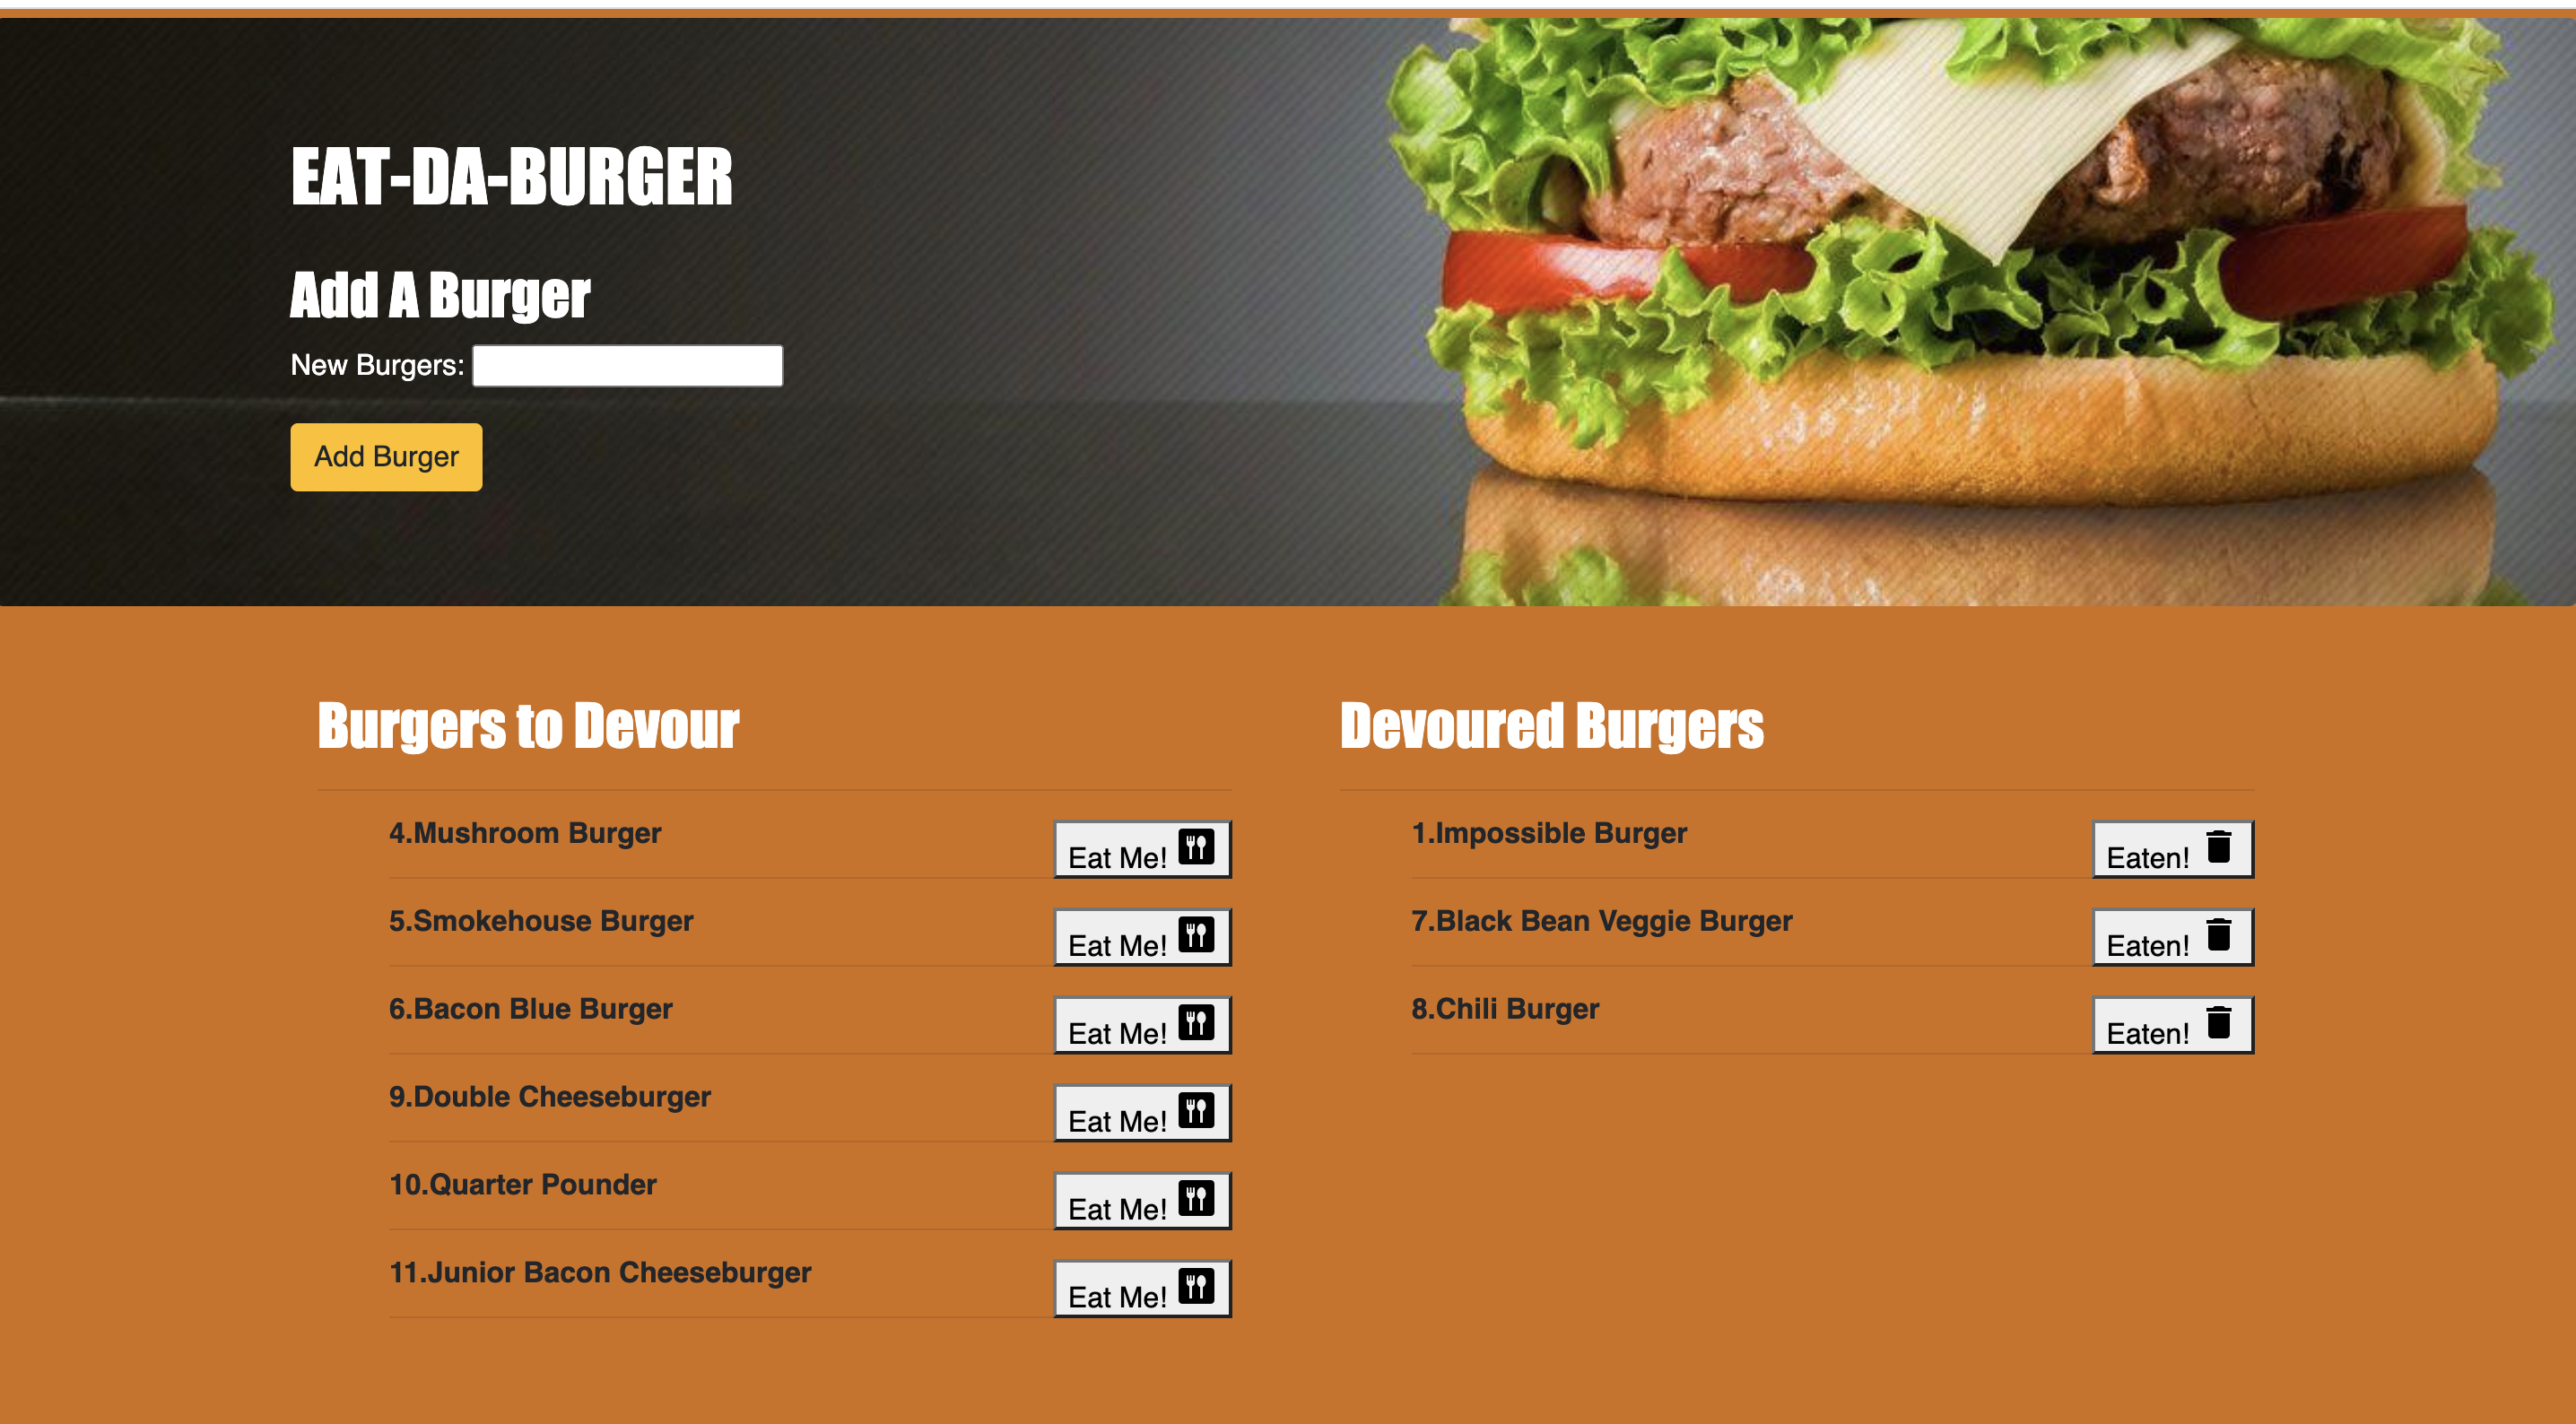 EAT-DA-BURGER
Add A Burger
New Burgers:
Add Burger
Burgers to Devour
4.Mushroom Burger
Eat Me!
5.Smokehouse Burger
Eat Me!
6.Bacon Blue Burger
Eat Me!
9.Double Cheeseburger
Eat Me!
10.Quarter Pounder
Eat Me!
11.Junior Bacon Cheeseburger
Eat Me!
Devoured Burgers
1.Impossible Burger
Eaten!
7.Black Bean Veggie Burger
Eaten!
8.Chili Burger
Eaten!